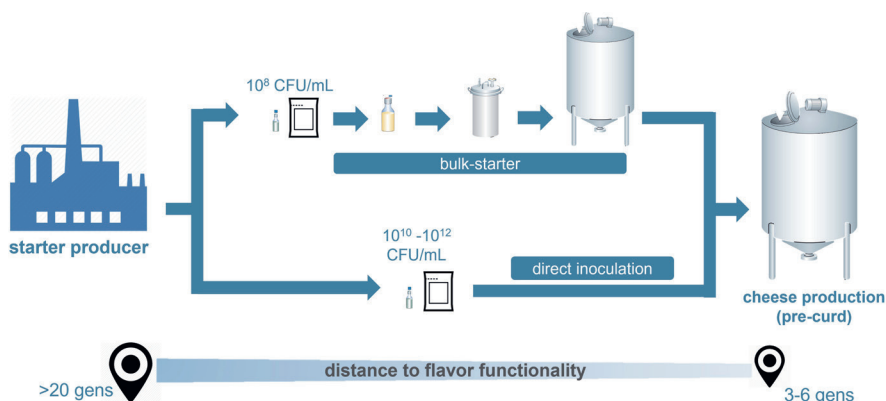 10⁸ CFU/mL
bulk-starter
starter producer
10¹⁰ -10¹²
CFU/mL
direct inoculation
cheese production
(pre-curd)
distance to flavor functionality
>20 gens
3-6 gens